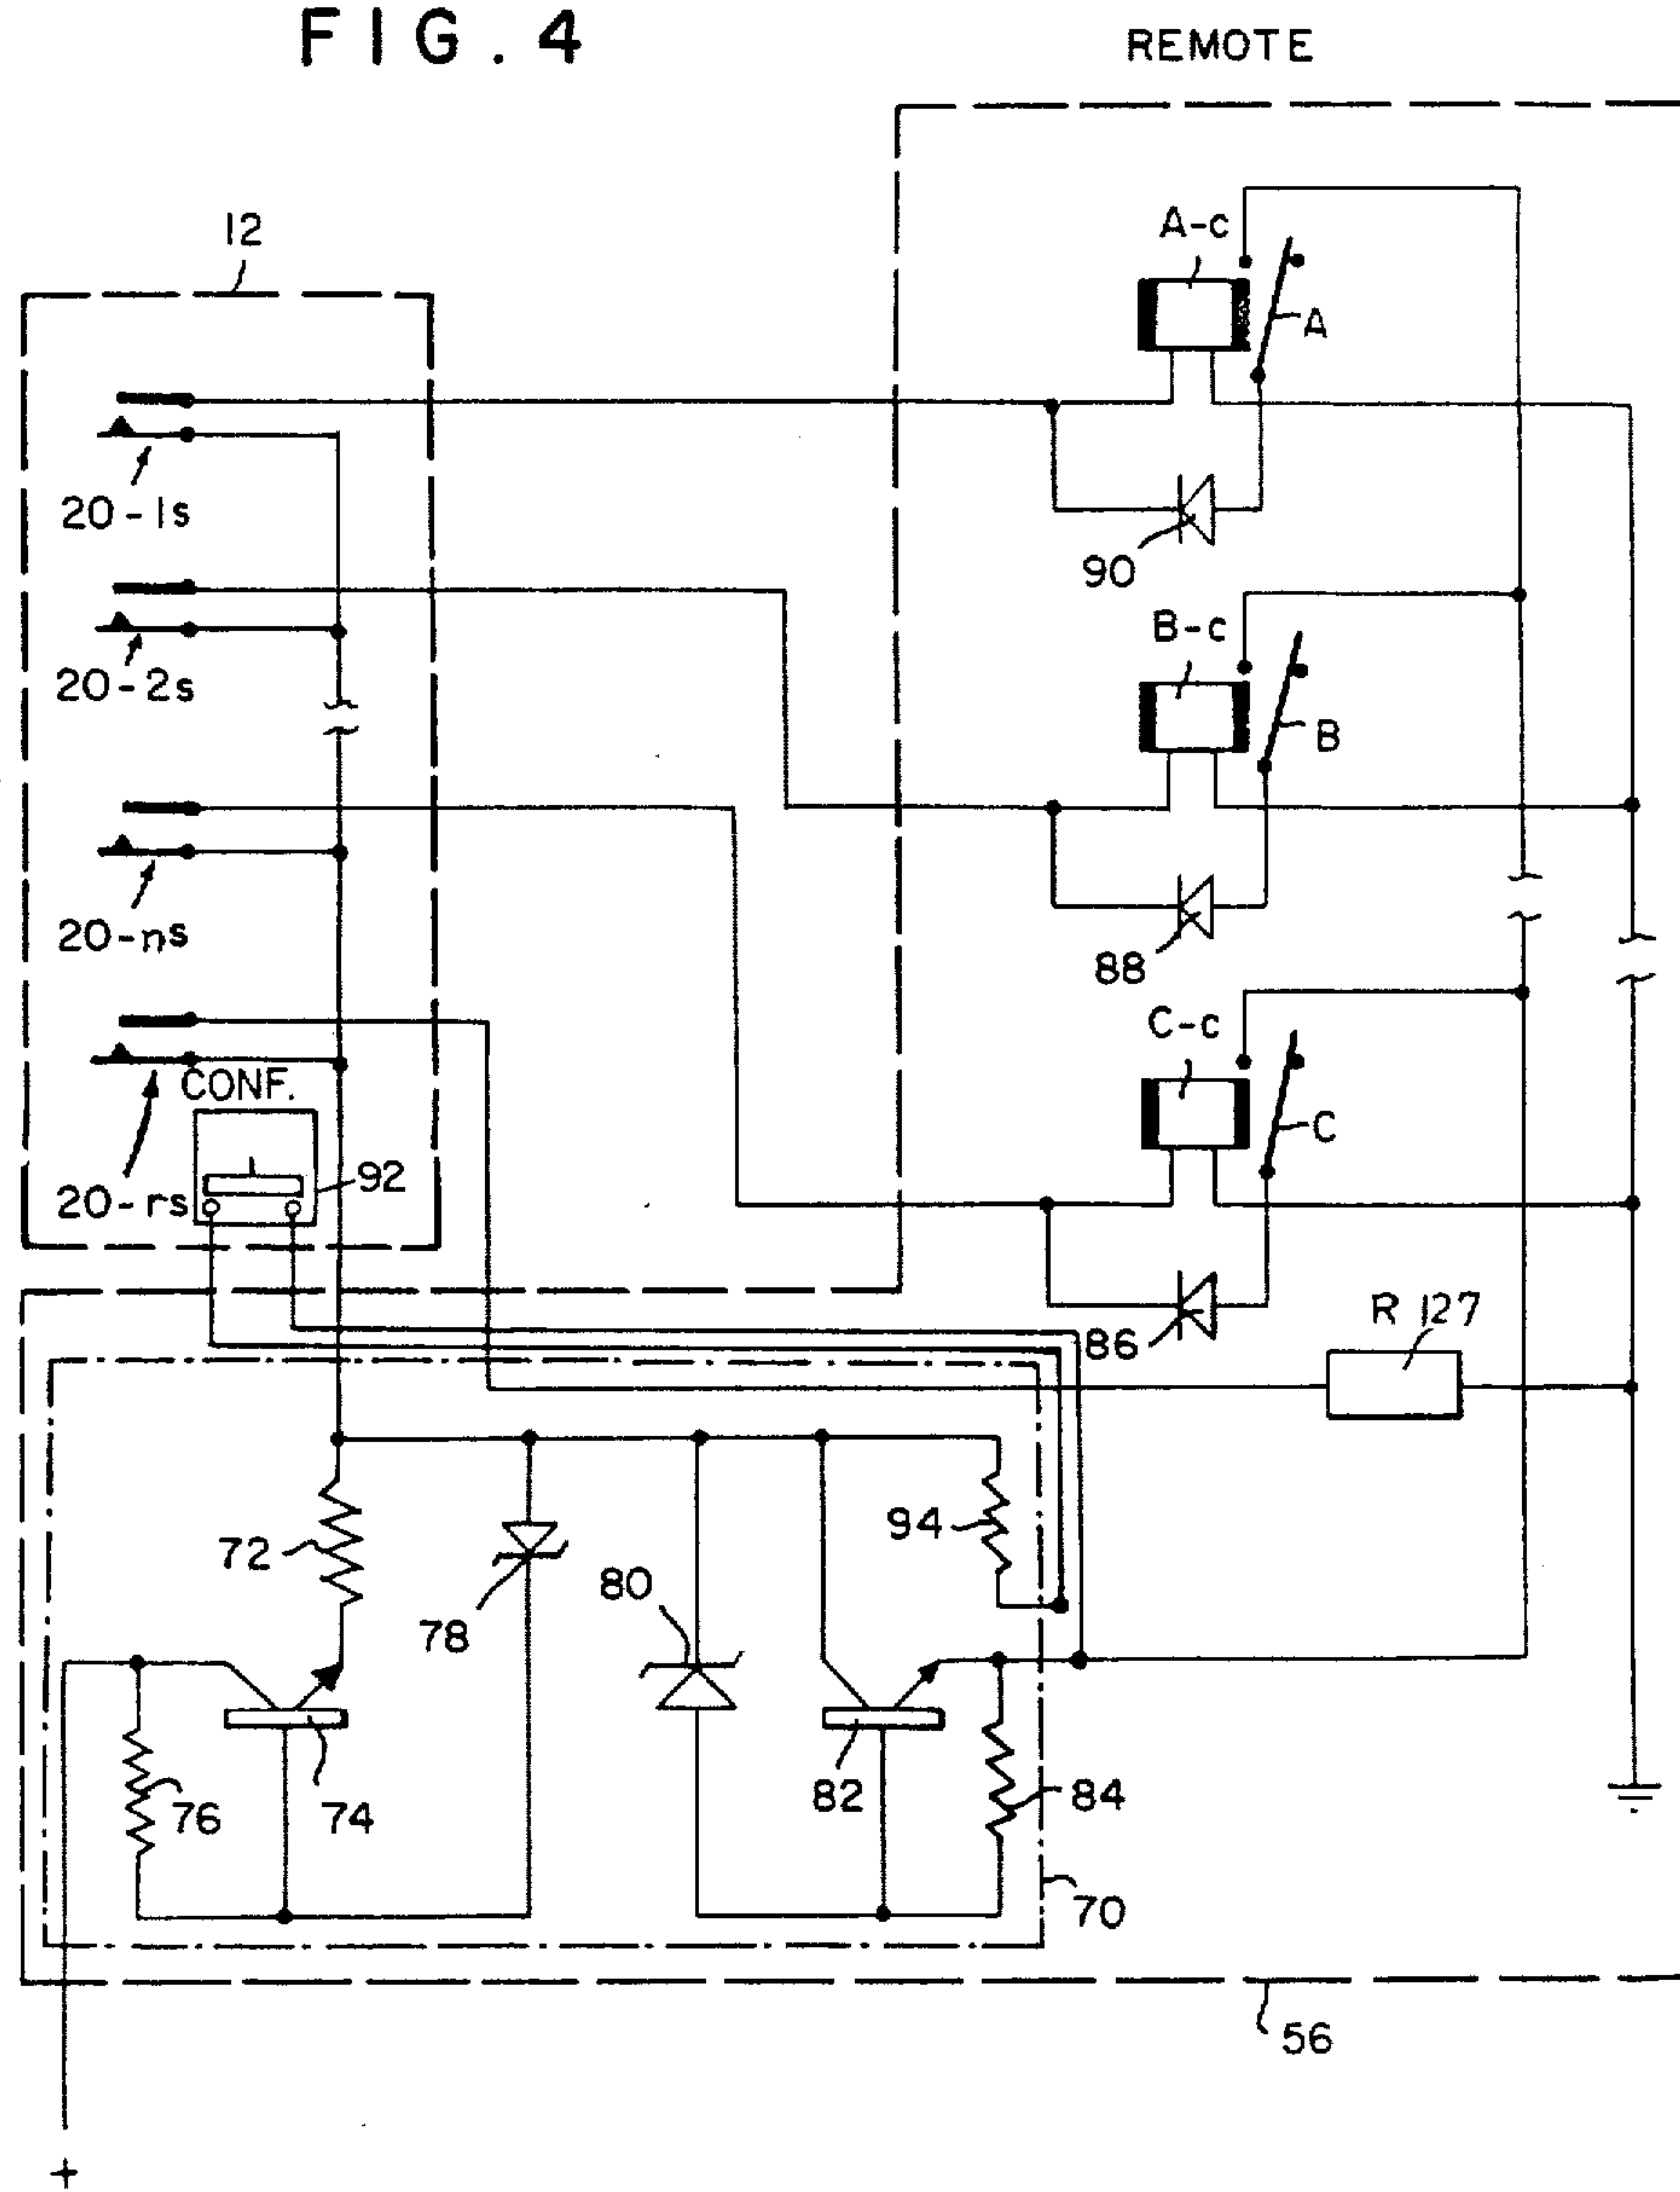 FIG. 4
REMOTE
12
A-c
A
20-1s
90
B-c
20-2s
B
20-ns
88
C-c
CONF.
C
20-rs
92
R 127
86
94
72
80
78
76
74
82
84
70
56
+